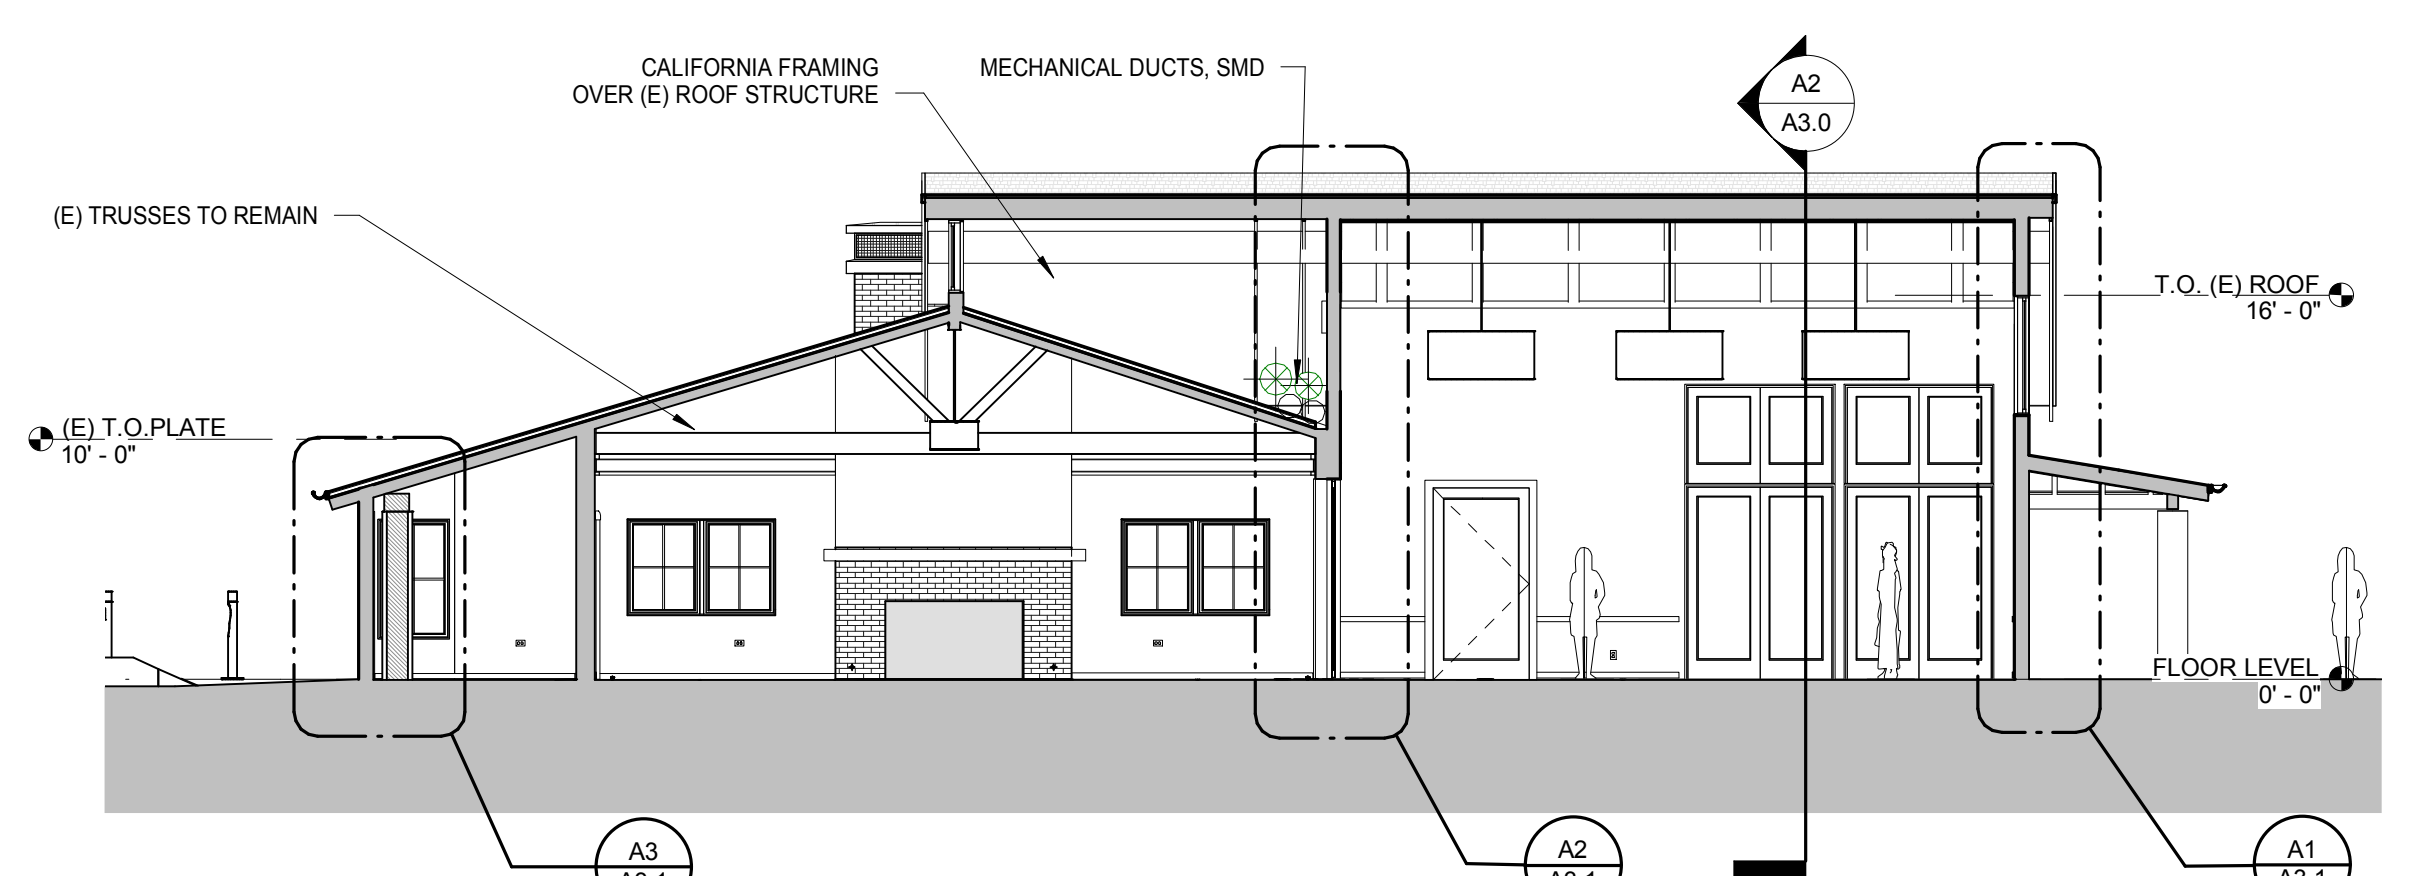 CALIFORNIA FRAMING
OVER (E) ROOF STRUCTURE
MECHANICAL DUCTS, SMD
A2
A3.0
(E) TRUSSES TO REMAIN
T.O. (E) ROOF
16' - 0"
(E) T.O.PLATE
10' - 0"
FLOOR LEVEL
0' - 0"
A3
A2
A1